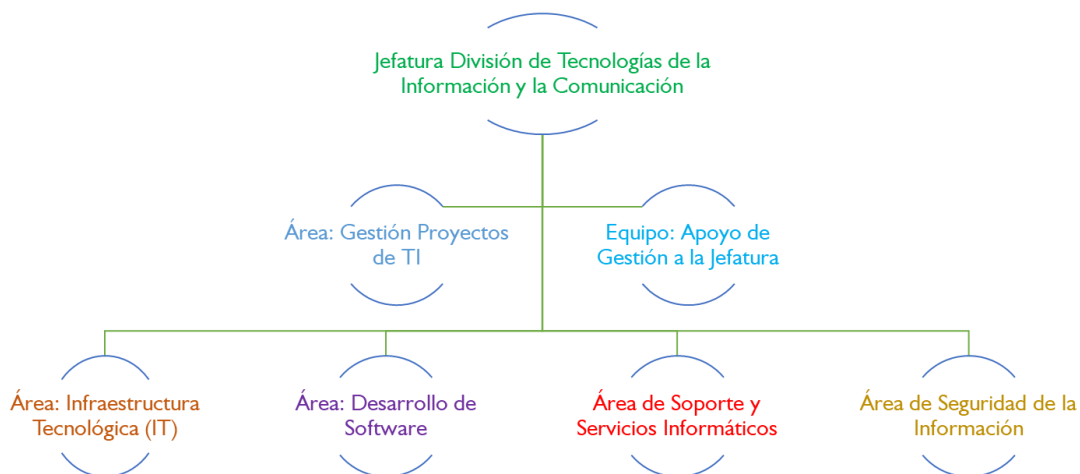 Jefatura División de Tecnologías de la
Información y la Comunicación
Área: Gestión Proyectos
de TI
Equipo: Apoyo de
Gestión a la Jefatura
Área: Infraestructura
Tecnológica (IT)
Área: Desarrollo de
Software
Área de Soporte y
Servicios Informáticos
Área de Seguridad de la
Información